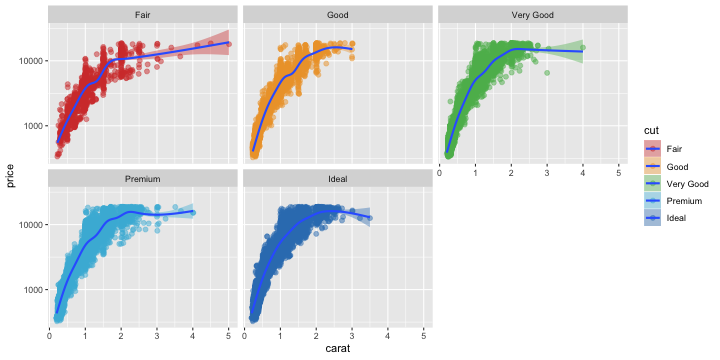 Fair Good Very Good
10000
1000
0 1 2 3 4 5
Premium Ideal
10000
1000
0 1 2 3 4 5 0 1 2 3 4 5
carat
price
cut
Fair
Good
Very Good
Premium
Ideal